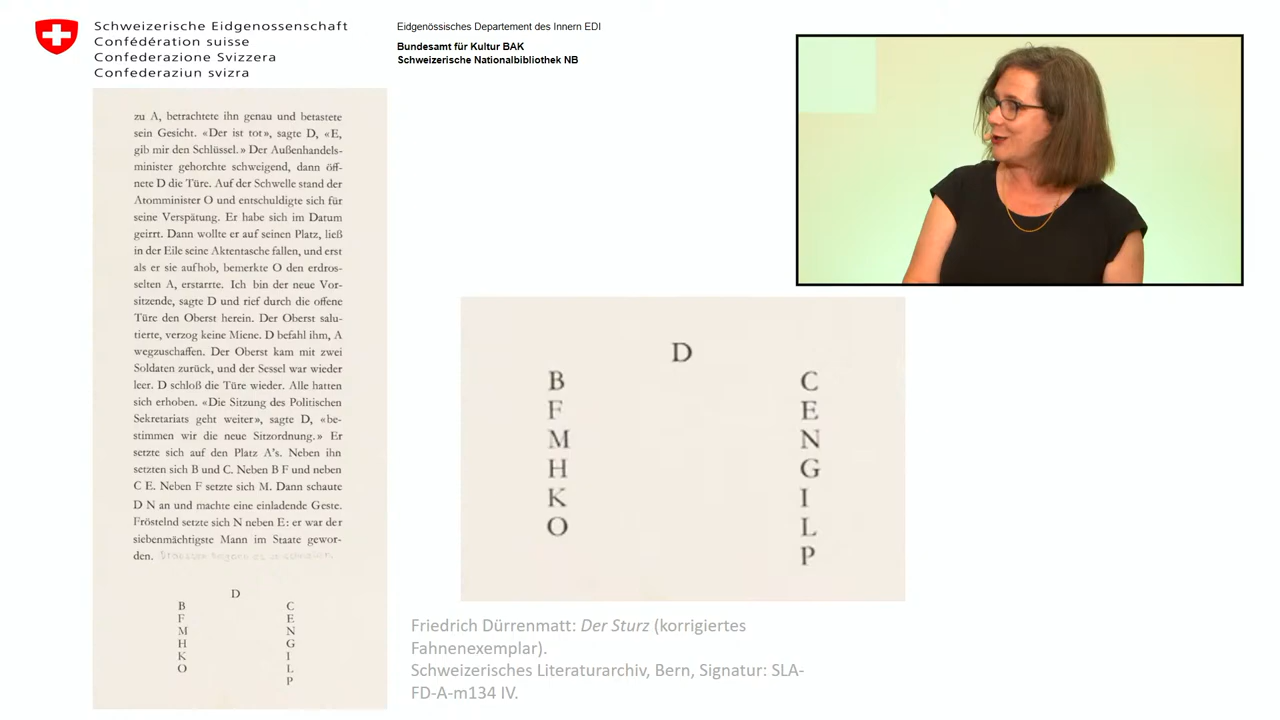 Schweizerische Eidgenossenschaft
Confédération suisse
Confederazione Svizzera
Confederaziun svizra
Eidgenössisches Departement des Innern EDI
Bundesamt für Kultur BAK
Schweizerische Nationalbibliothek NB
zu A, betrachtete ihn genau und betastete
sein Gesicht. «Der ist tot», sagte D, «E,
gib mir den Schlüssel.» Der Außenhandels-
minister gehorchte schweigend, dann öff-
nete D die Türe. Auf der Schwelle stand der
Atomminister O und entschuldigte sich für
seine Verspätung. Er habe sich im Datum
geirrt. Dann wollte er auf seinen Platz, ließ
in der Eile seine Aktentasche fallen, und erst
als er sie aufhob, bemerkte O den erdros-
selten A, erstarrte. Ich bin der neue Vor-
sitzende, sagte D und rief durch die offene
Türe den Oberst herein. Der Oberst salu-
tierte, verzog keine Miene. D befahl ihm, A
wegzuschaffen. Der Oberst kam mit zwei
Soldaten zurück, und der Sessel war wieder
leer. D schloß die Türe wieder. Alle hatten
sich erhoben. «Die Sitzung des Politischen
Sekretariats geht weiter», sagte D, «be-
stimmen wir die neue Sitzordnung.» Er
setzte sich auf den Platz A's. Neben ihn
setzten sich B und C. Neben B F und neben
C E. Neben F setzte sich M. Dann schaute
D N an und machte eine einladende Geste.
Fröstelnd setzte sich N neben E: er war der
siebenmächtigste Mann im Staate gewor-
den. Draussen begann es zu schneien.
D
B C
F E
M N
H G
K I
O L
P
D
B C
F E
M N
H G
K I
O L
P
Friedrich Dürrenmatt: Der Sturz (korrigiertes
Fahnenexemplar).
Schweizerisches Literaturarchiv, Bern, Signatur: SLA-
FD-A-m134 IV.